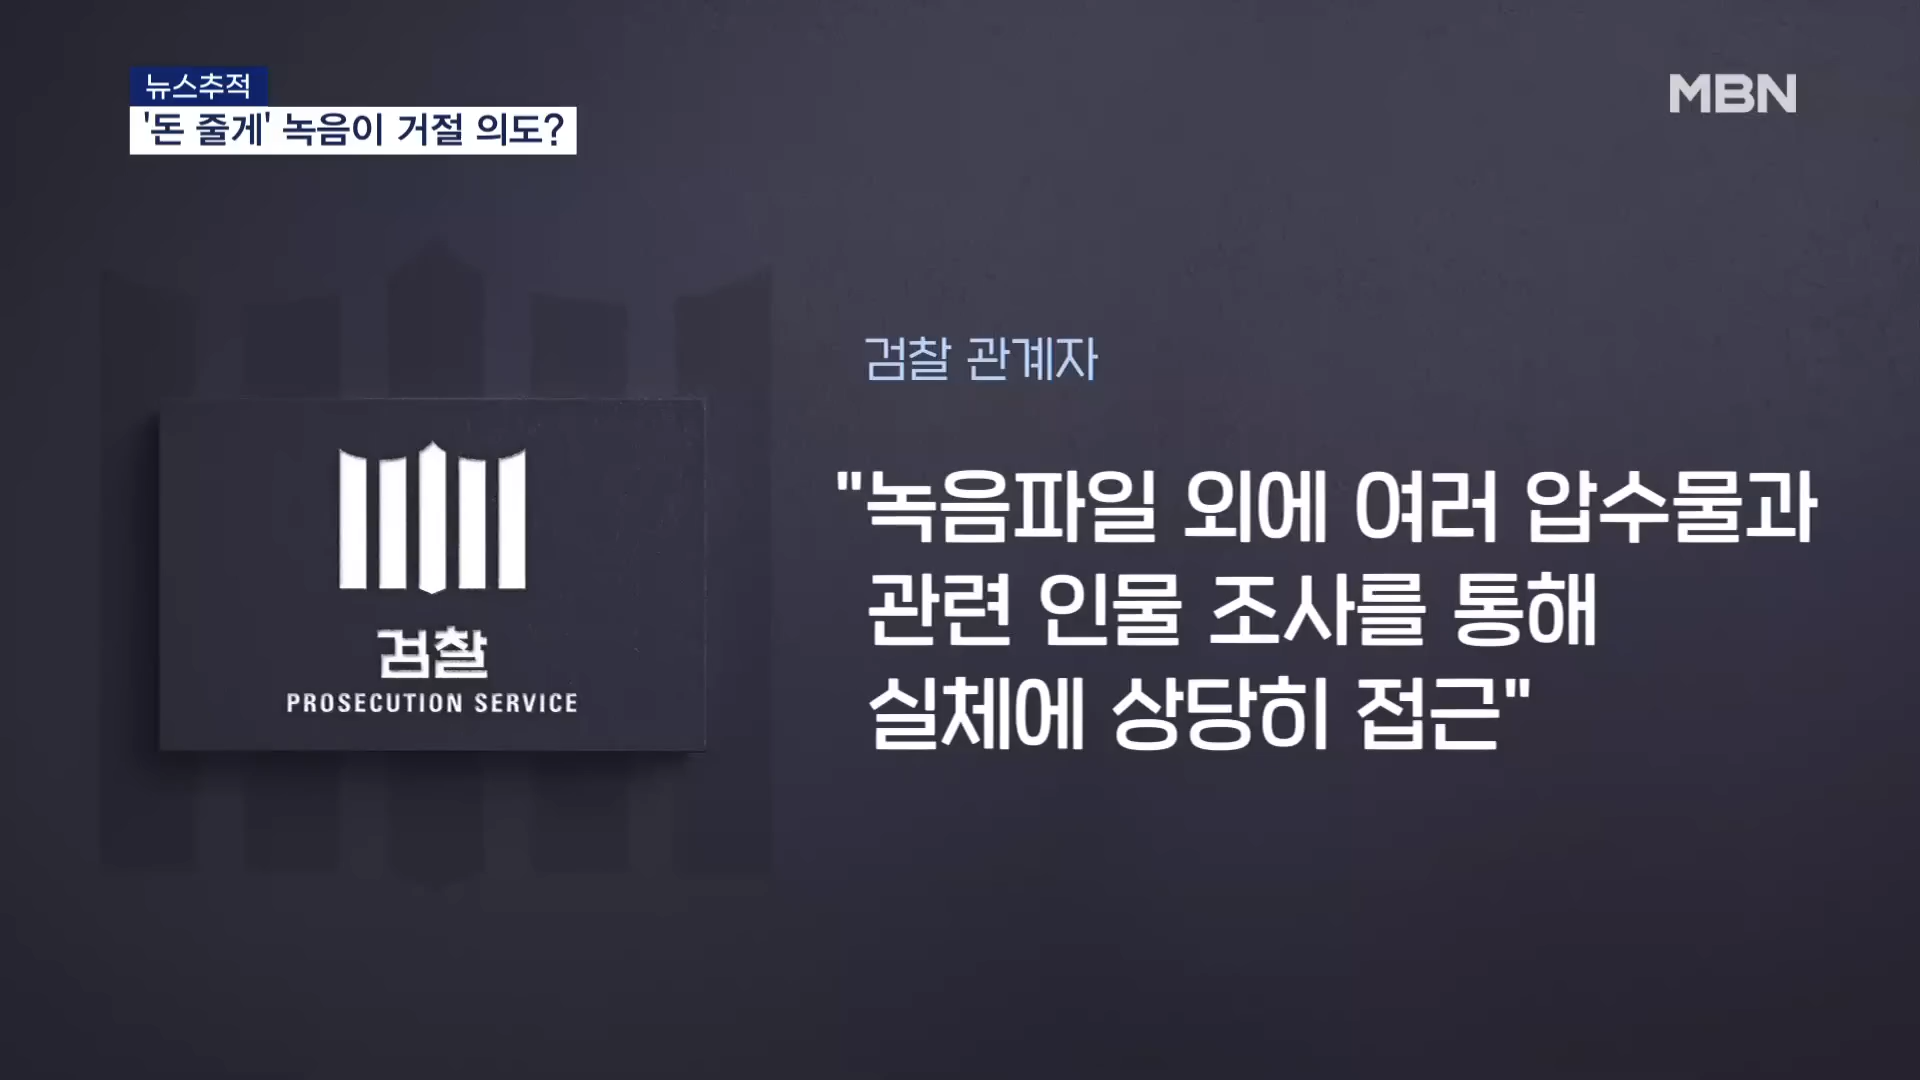 뉴스추적
MBN
'돈 줄게' 녹음이 거절 의도?
검찰 관계자
"녹음파일 외에 여러 압수물과
관련 인물 조사를 통해
실체에 상당히 접근"
검찰
PROSECUTION SERVICE